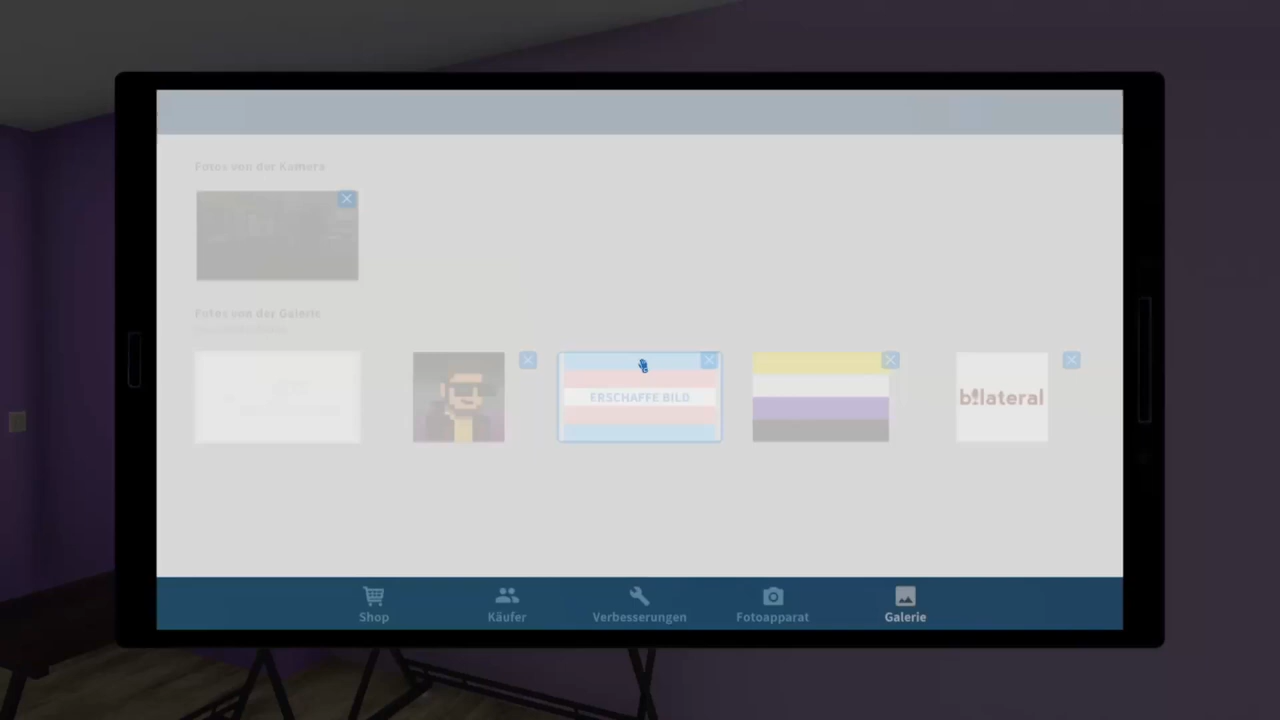 Fotos von der Kamera
Fotos von der Galerie
ERSCHAFFE BILD
bilateral
Shop
Käufer
Verbesserungen
Fotoapparat
Galerie